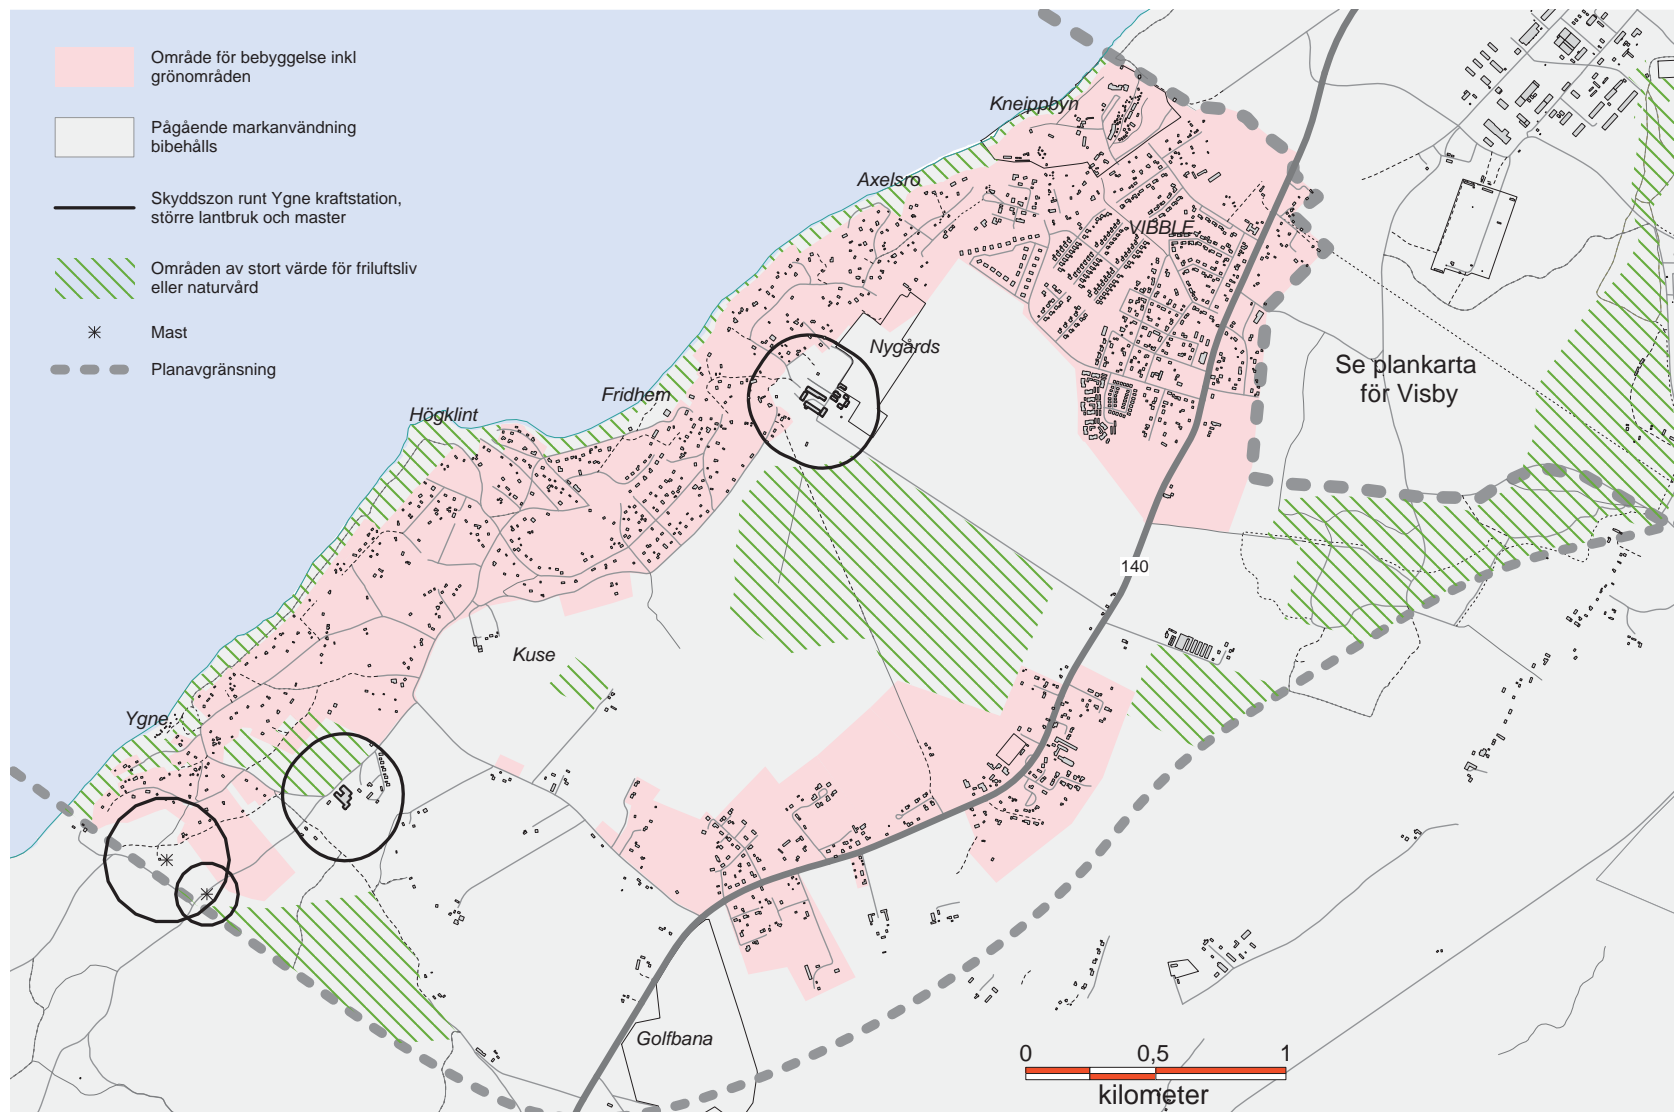 Område för bebyggelse inkl
grönområden
Pågående markanvändning
bibehålls
Skyddszon runt Ygne kraftstation,
större lantbruk och master
Områden av stort värde för friluftsliv
eller naturvård
Mast
Planavgränsning
Kneippbyn
Axelsro
VIBBLE
Nygårds
Se plankarta
för Visby
Fridhem
Högklint
140
Kuse
Ygne
Golfbana
0 0,5 1
kilometer